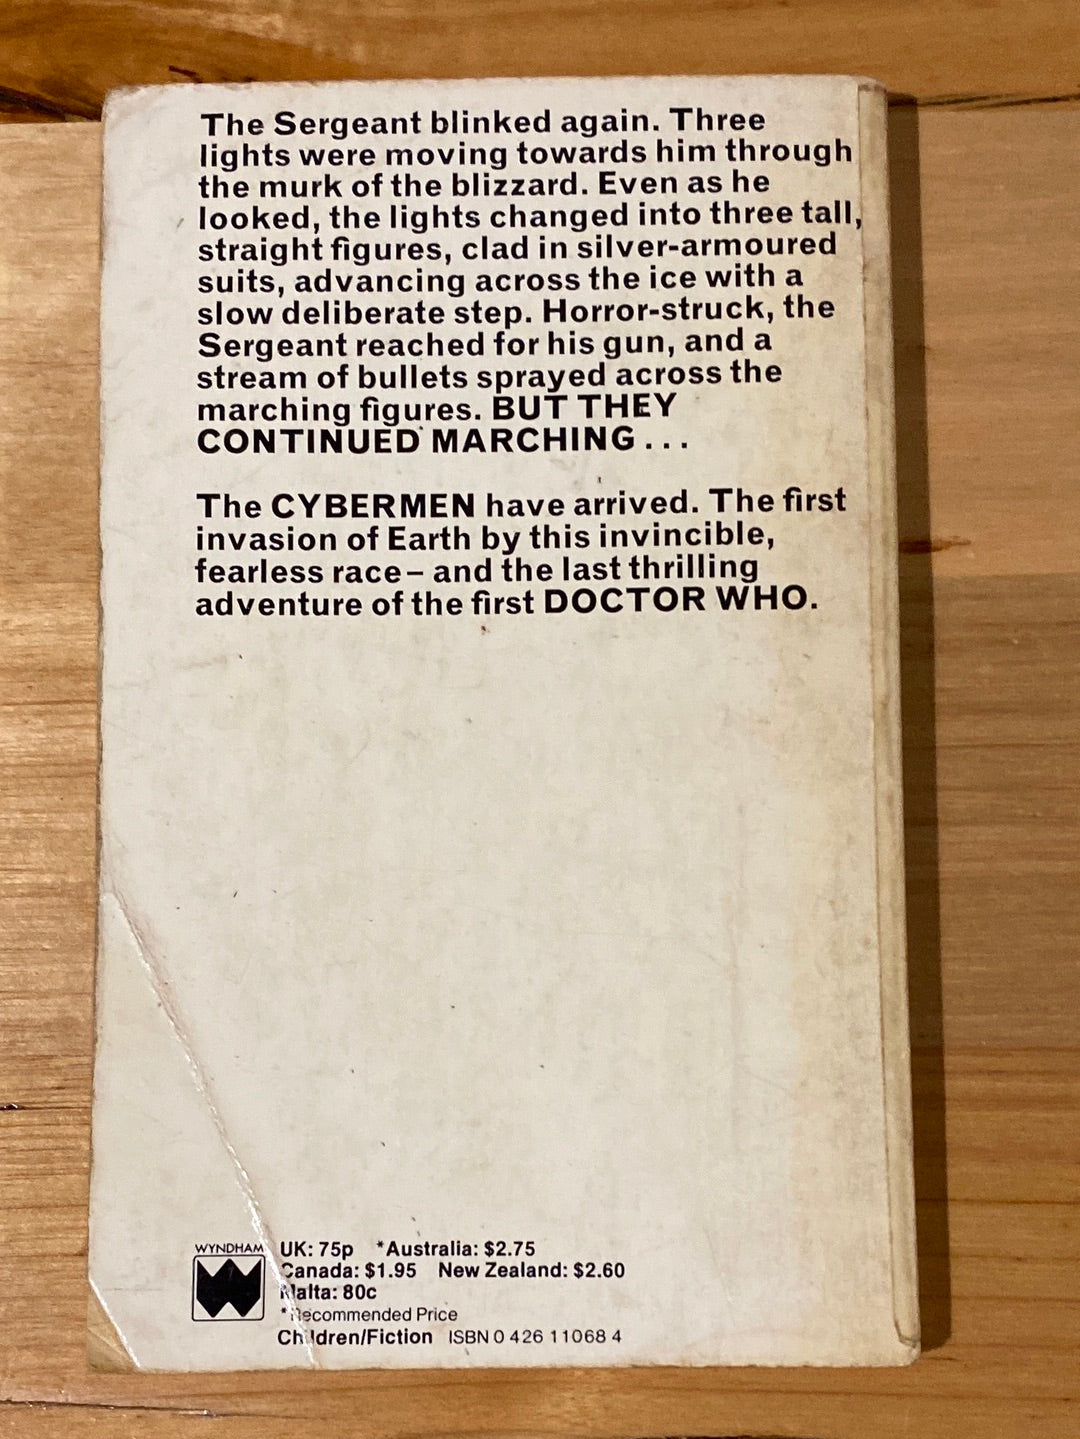 The Sergeant blinked again. Three
lights were moving towards him through
the murk of the blizzard. Even as he
looked, the lights changed into three tall,
straight figures, clad in silver-armoured
suits, advancing across the ice with a
slow deliberate step. Horror-struck, the
Sergeant reached for his gun, and a
stream of bullets sprayed across the
marching figures. BUT THEY
CONTINUED MARCHING . . .
The CYBERMEN have arrived. The first
invasion of Earth by this invincible,
fearless race – and the last thrilling
adventure of the first DOCTOR WHO.
WYNDHAM
UK: 75p *Australia: $2.75
Canada: $1.95 New Zealand: $2.60
Malta: 80c
*Recommended Price
Children/Fiction ISBN 0 426 11068 4